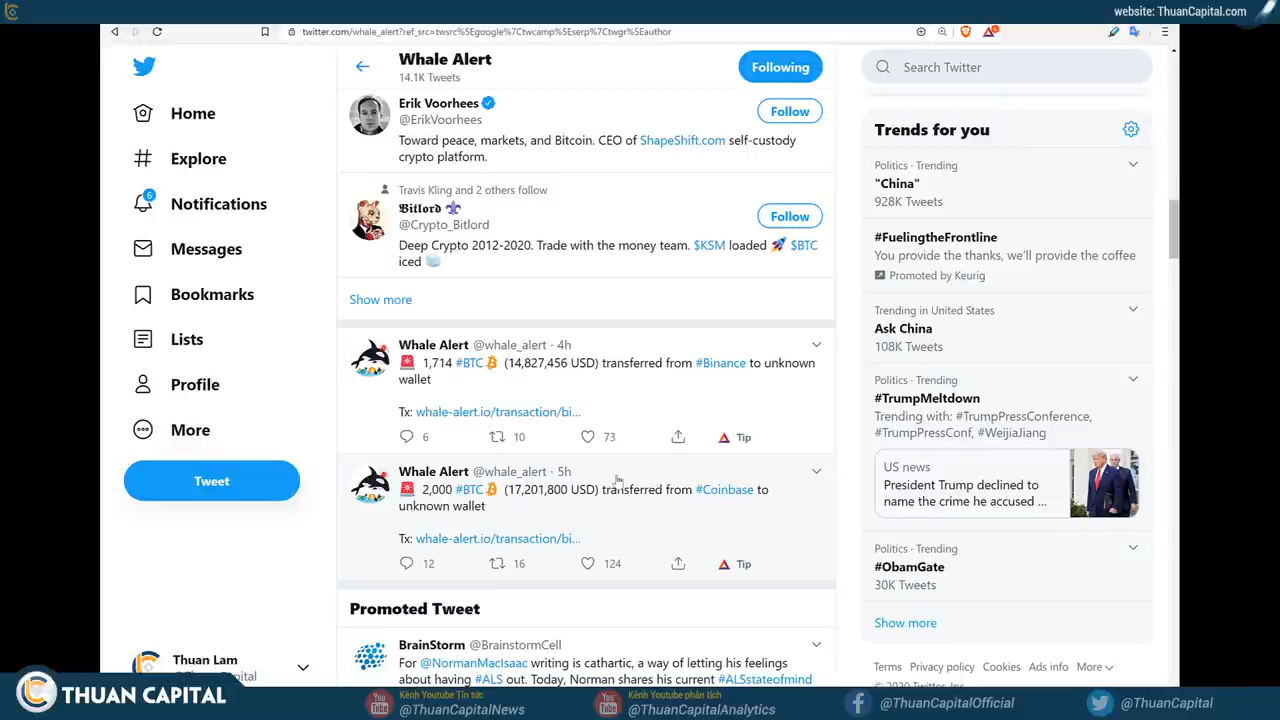 website: ThuanCapital.com
twitter.com/whale_alert?ref_src=twsrc%5Egoogle%7Ctwcamp%5Eserp%7Ctwgr%5Eauthor
Home
Explore
6
Notifications
Messages
Bookmarks
Lists
Profile
More
Tweet
Thuan Lam
Whale Alert
14.1K Tweets
Following
Erik Voorhees
@ErikVoorhees
Follow
Toward peace, markets, and Bitcoin. CEO of ShapeShift.com self-custody
crypto platform.
Travis Kling and 2 others follow
𝕭𝖎𝖙𝖑𝖔𝖗𝖉 ⚜️
@Crypto_Bitlord
Follow
Deep Crypto 2012-2020. Trade with the money team. $KSM loaded 🚀 $BTC
iced 🧊
Show more
Whale Alert @whale_alert · 4h
🚨 1,714 #BTC (14,827,456 USD) transferred from #Binance to unknown
wallet
Tx: whale-alert.io/transaction/bi...
6 10 73 Tip
Whale Alert @whale_alert · 5h
🚨 2,000 #BTC (17,201,800 USD) transferred from #Coinbase to
unknown wallet
Tx: whale-alert.io/transaction/bi...
12 16 124 Tip
Promoted Tweet
BrainStorm @BrainstormCell
For @NormanMacIsaac writing is cathartic, a way of letting his feelings
about having #ALS out. Today, Norman shares his current #ALSstateofmind
Search Twitter
Trends for you
Politics · Trending
"China"
928K Tweets
#FuelingtheFrontline
You provide the thanks, we'll provide the coffee
Promoted by Keurig
Trending in United States
Ask China
108K Tweets
Politics · Trending
#TrumpMeltdown
Trending with: #TrumpPressConference,
#TrumpPressConf, #WeijiaJiang
US news
President Trump declined to
name the crime he accused ...
Politics · Trending
#ObamGate
30K Tweets
Show more
Terms Privacy policy Cookies Ads info More
THUAN CAPITAL
Kênh Youtube Tin tức
@ThuanCapitalNews
Kênh Youtube phân tích
@ThuanCapitalAnalytics
@ThuanCapitalOfficial
@ThuanCapital